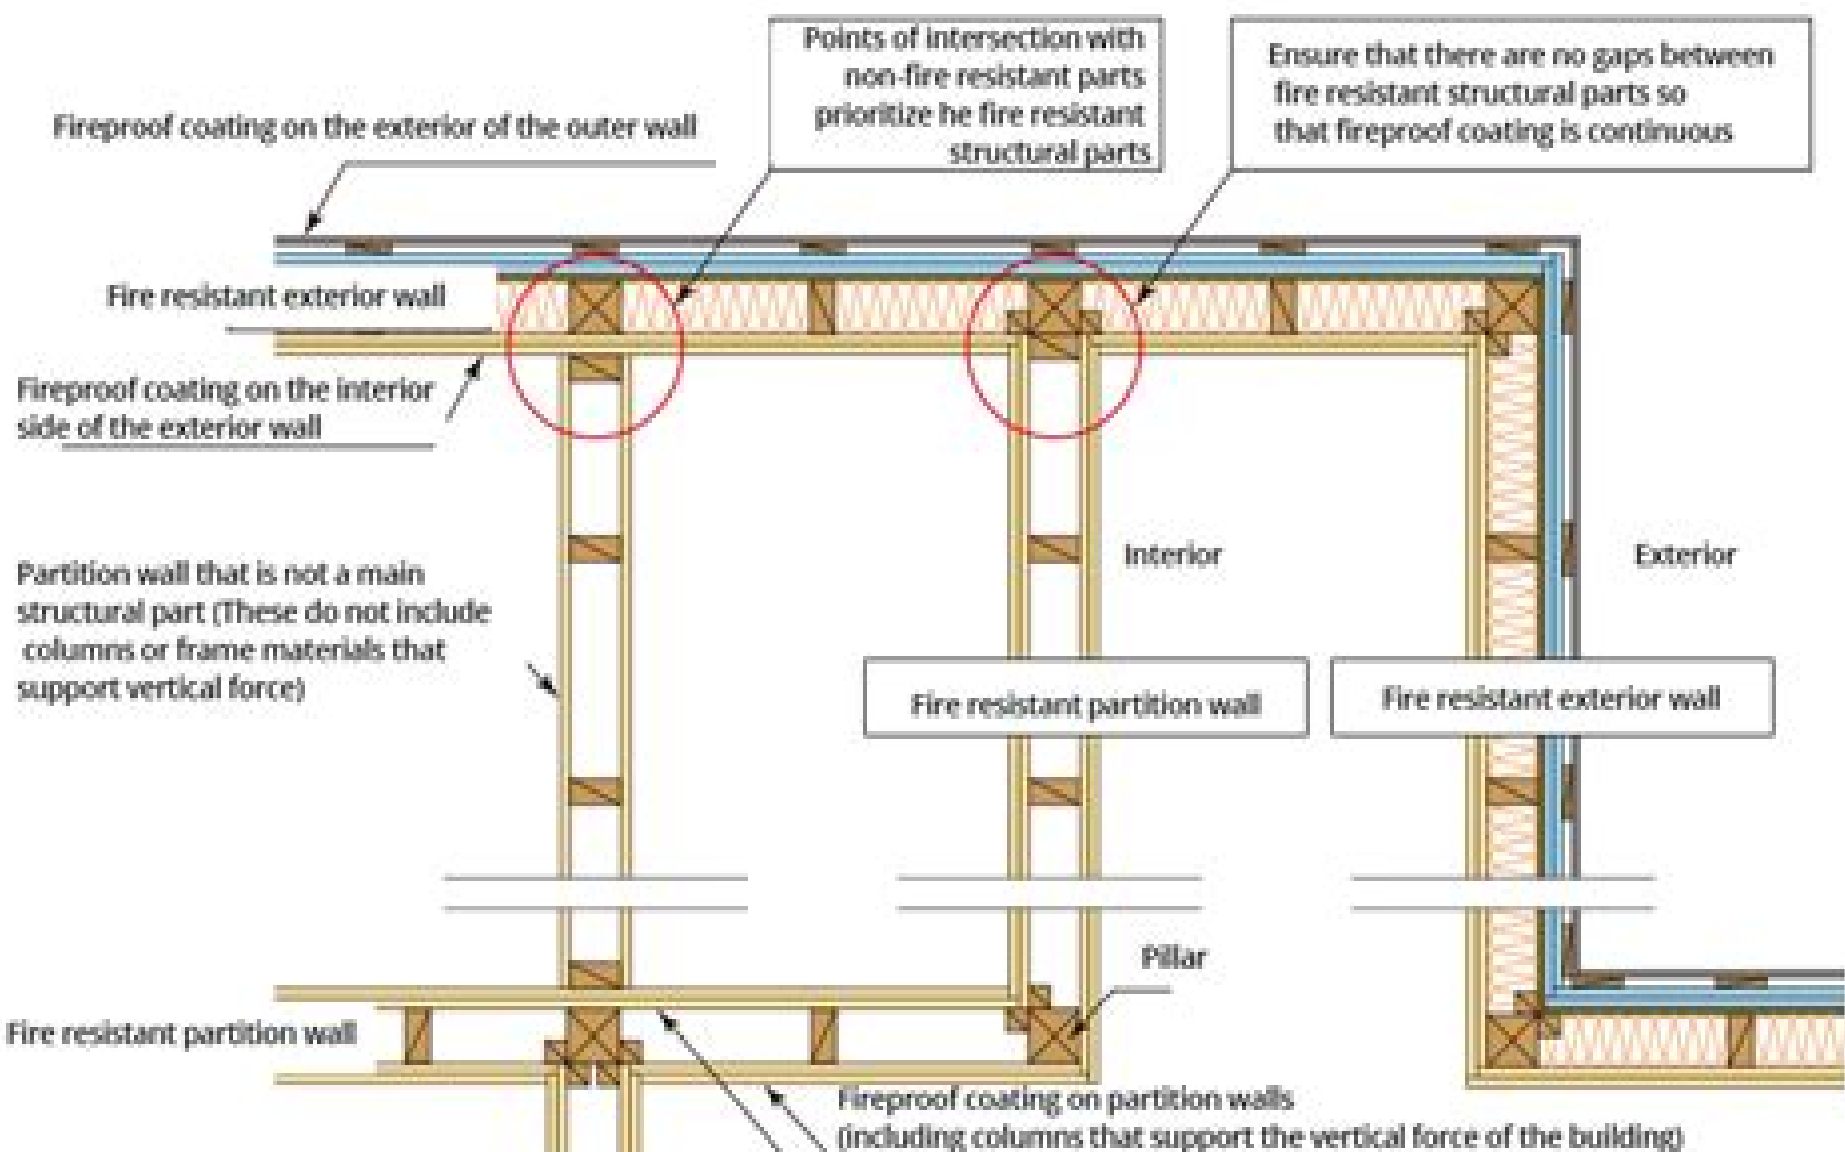 Points of intersection with
non-fire resistant parts
prioritize he fire resistant
structural parts
Ensure that there are no gaps between
fire resistant structural parts so
that fireproof coating is continuous
Fireproof coating on the exterior of the outer wall
Fire resistant exterior wall
Fireproof coating on the interior
side of the exterior wall
Interior
Exterior
Partition wall that is not a main
structural part (These do not include
columns or frame materials that
support vertical force)
Fire resistant partition wall
Fire resistant exterior wall
Pillar
Fire resistant partition wall
Fireproof coating on partition walls
(including columns that support the vertical force of the building)